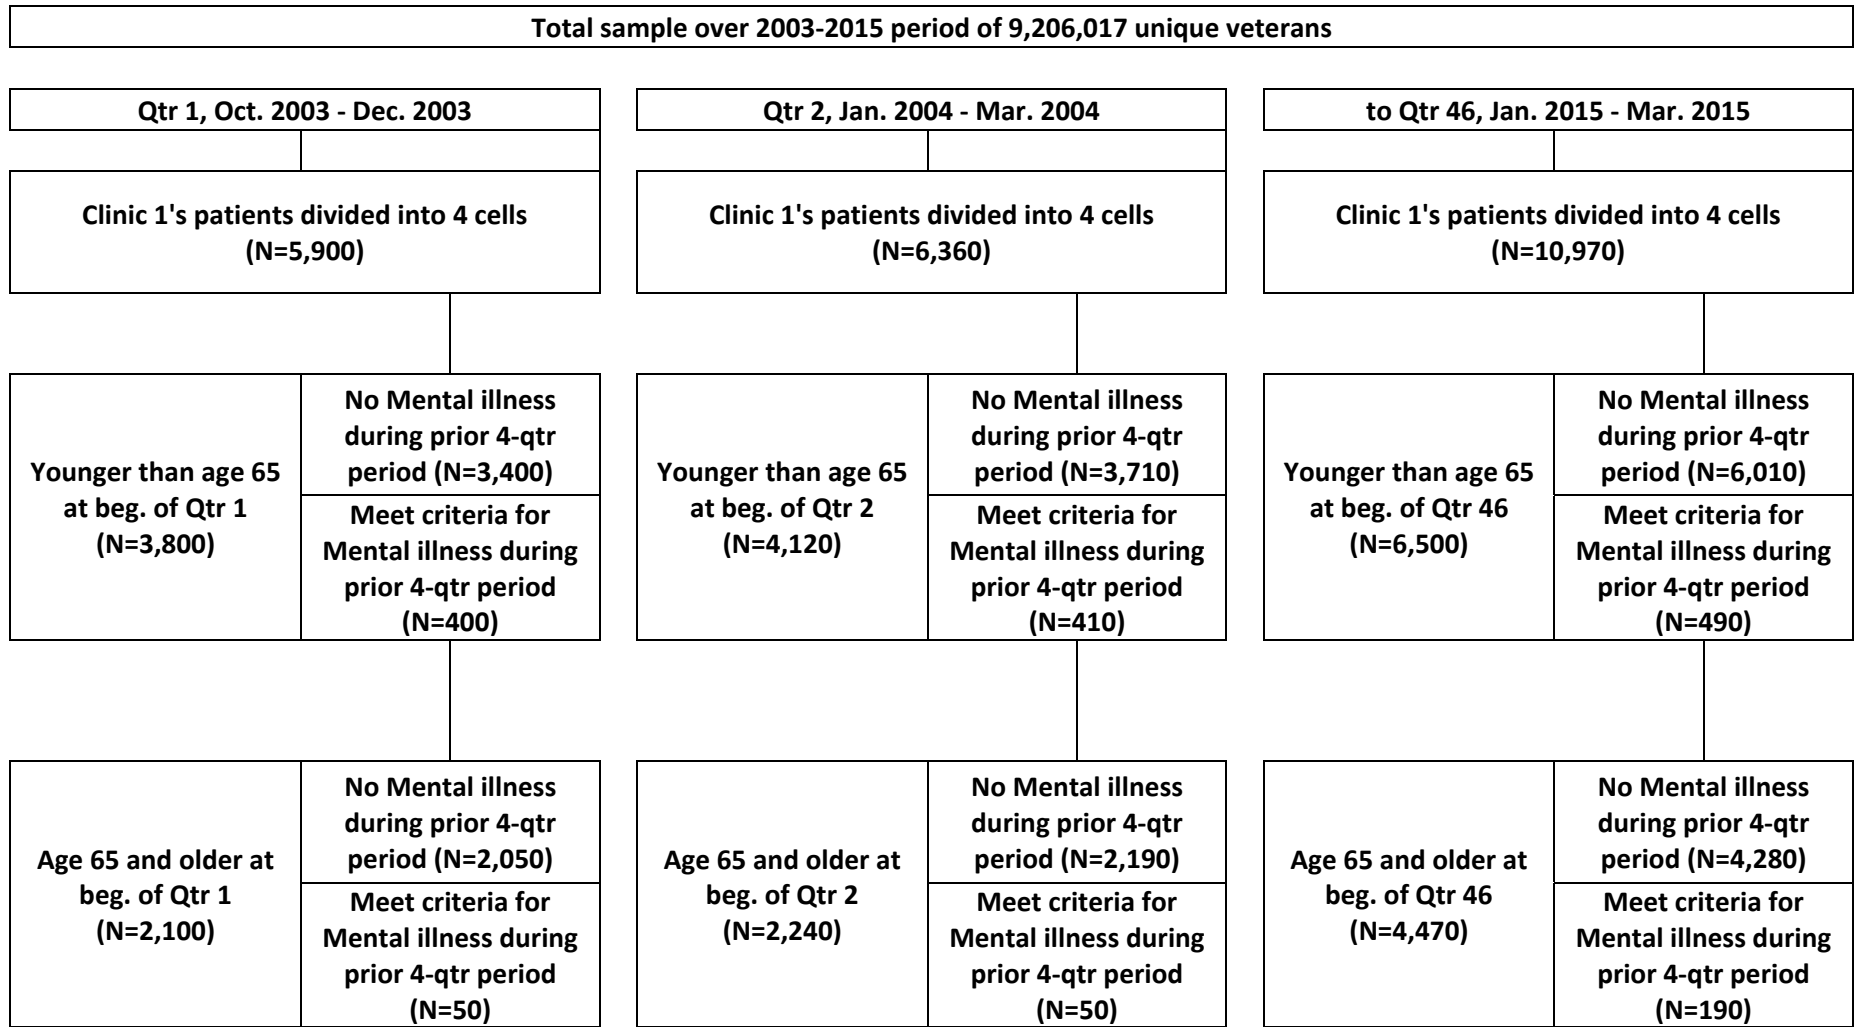 Total sample over 2003-2015 period of 9,206,017 unique veterans
Qtr 1, Oct. 2003 - Dec. 2003
Clinic 1's patients divided into 4 cells
(N=5,900)
Younger than age 65
at beg. of Qtr 1
(N=3,800)
No Mental illness
during prior 4-qtr
period (N=3,400)
Meet criteria for
Mental illness during
prior 4-qtr period
(N=400)
Age 65 and older at
beg. of Qtr 1
(N=2,100)
No Mental illness
during prior 4-qtr
period (N=2,050)
Meet criteria for
Mental illness during
prior 4-qtr period
(N=50)
Qtr 2, Jan. 2004 - Mar. 2004
Clinic 1's patients divided into 4 cells
(N=6,360)
Younger than age 65
at beg. of Qtr 2
(N=4,120)
No Mental illness
during prior 4-qtr
period (N=3,710)
Meet criteria for
Mental illness during
prior 4-qtr period
(N=410)
Age 65 and older at
beg. of Qtr 2
(N=2,240)
No Mental illness
during prior 4-qtr
period (N=2,190)
Meet criteria for
Mental illness during
prior 4-qtr period
(N=50)
to Qtr 46, Jan. 2015 - Mar. 2015
Clinic 1's patients divided into 4 cells
(N=10,970)
Younger than age 65
at beg. of Qtr 46
(N=6,500)
No Mental illness
during prior 4-qtr
period (N=6,010)
Meet criteria for
Mental illness during
prior 4-qtr period
(N=490)
Age 65 and older at
beg. of Qtr 46
(N=4,470)
No Mental illness
during prior 4-qtr
period (N=4,280)
Meet criteria for
Mental illness during
prior 4-qtr period
(N=190)